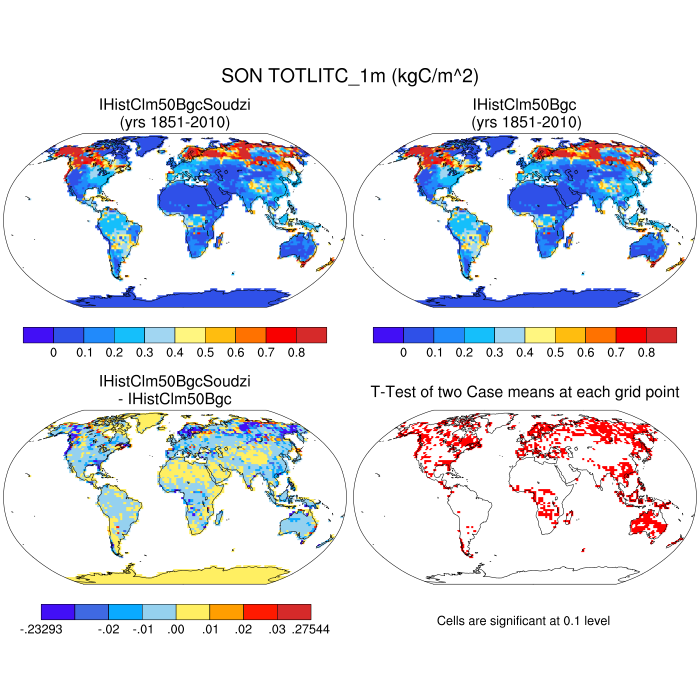 SON TOTLITC_1m (kgC/m^2)
IHistClm50BgcSoudzi
(yrs 1851-2010)
IHistClm50Bgc
(yrs 1851-2010)
0 0.1 0.2 0.3 0.4 0.5 0.6 0.7 0.8
0 0.1 0.2 0.3 0.4 0.5 0.6 0.7 0.8
IHistClm50BgcSoudzi
- IHistClm50Bgc
T-Test of two Case means at each grid point
-.23293 -.02 -.01 .00 .01 .02 .03 .27544
Cells are significant at 0.1 level